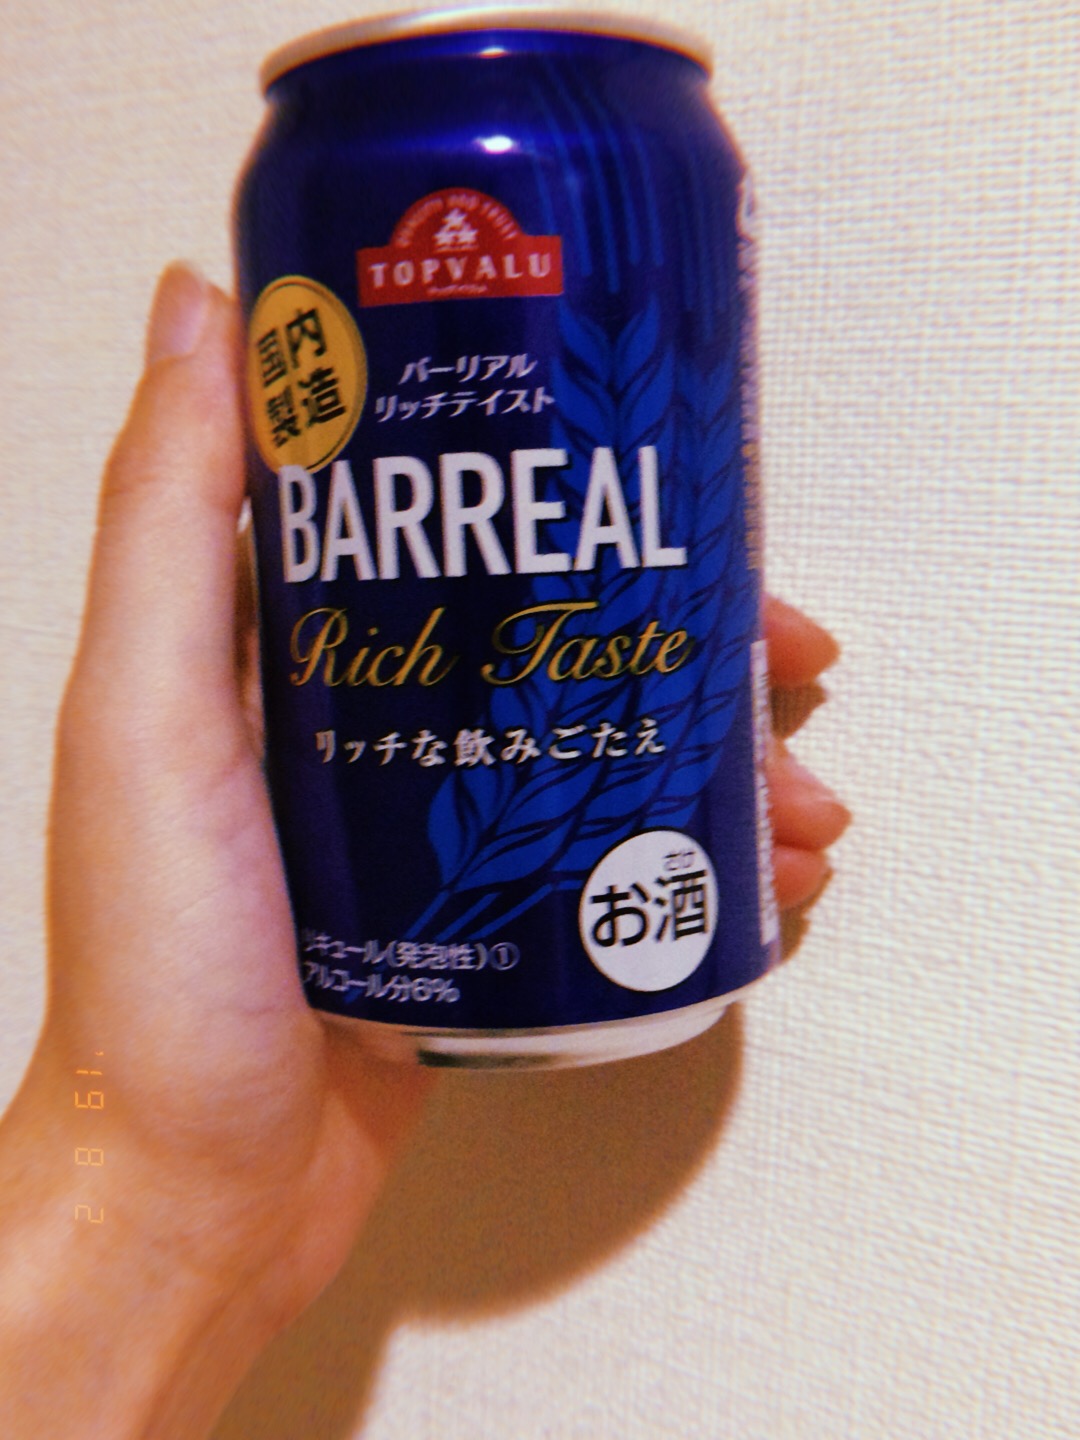 TOPVALU
国内
製造
バーリアル
リッチテイスト
BARREAL
Rich Taste
リッチな飲みごたえ
さけ
お酒
リキュール(発泡性)①
アルコール分6%
'19 8 2